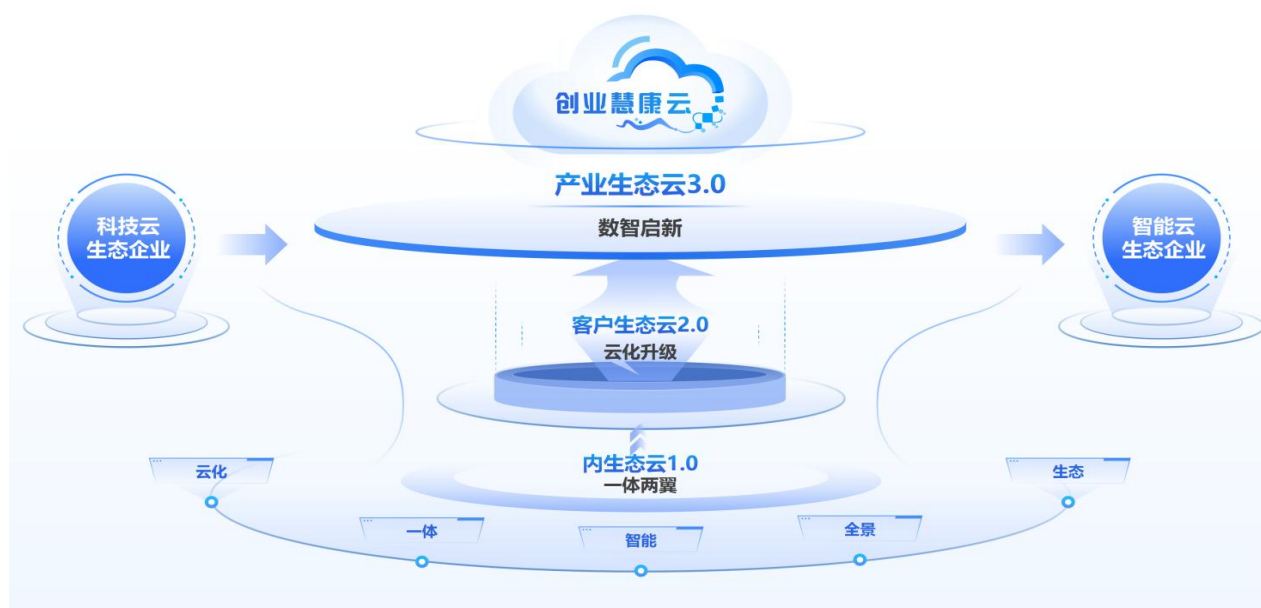 创业慧康云
产业生态云3.0
数智启新
科技云
生态企业
智能云
生态企业
客户生态云2.0
云化升级
内生态云1.0
一体两翼
云化
一体
智能
全景
生态